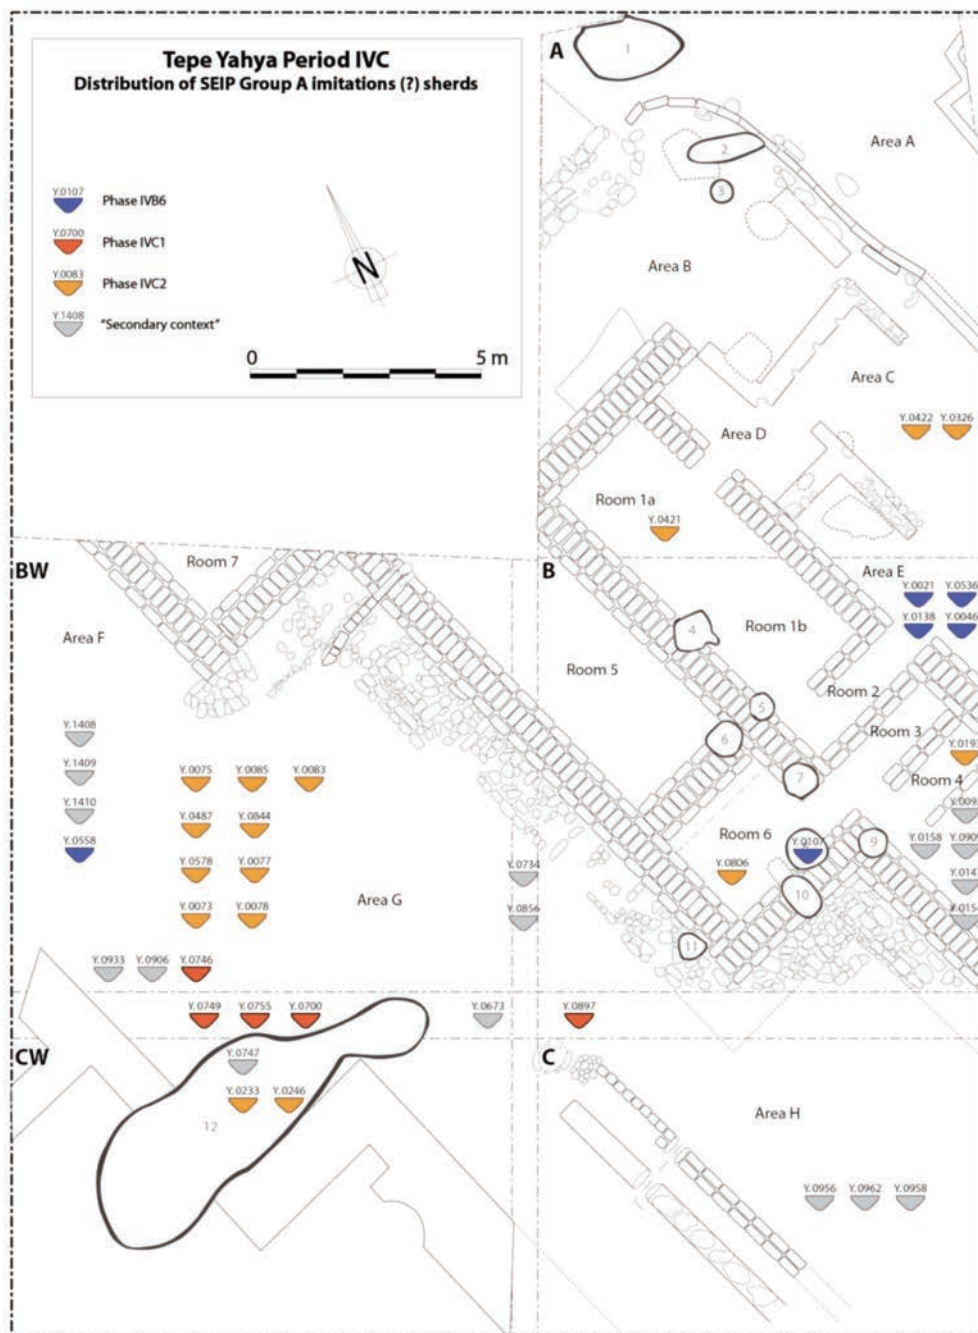 Tepe Yahya Period IVC
Distribution of SEIP Group A imitations (?) sherds
Y.0107
Phase IVB6
Y.0700
Phase IVC1
Y.0083
Phase IVC2
Y.1408
"Secondary context"
N
0 5 m
A
1
Area A
2
3
Area B
Area C
Y.0422 Y.0326
Area D
Room 1a
Y.0421
BW
Room 7
B
Area E
Y.0021 Y.0536
Y.0138 Y.0046
Area F
Room 5
4
Room 1b
Room 2
5
Room 3
6
Y.1408
Y.1409
Y.1410
Y.0558
Y.0075 Y.0085 Y.0083
Y.0487 Y.0844
Y.0578 Y.0077
Y.0073 Y.0078
7
Room 4
Room 6
Y.0107
9
Y.0158
Y.0806
10
Y.0734
Y.0856
Area G
11
Y.0933 Y.0906 Y.0746
Y.0749 Y.0755 Y.0700 Y.0673 Y.0897
CW
Y.0747
Y.0233 Y.0246
12
C
Area H
Y.0956 Y.0962 Y.0958